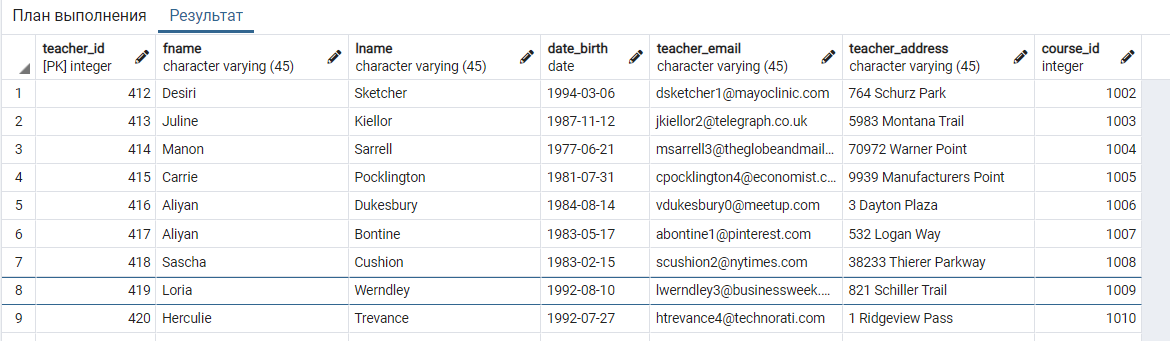 План выполнения Результат
teacher_id fname lname date_birth teacher_email teacher_address course_id
[PK] integer character varying (45) character varying (45) date character varying (45) character varying (45) integer
1 412 Desiri Sketcher 1994-03-06 dsketcher1@mayoclinic.com 764 Schurz Park 1002
2 413 Juline Kiellor 1987-11-12 jkiellor2@telegraph.co.uk 5983 Montana Trail 1003
3 414 Manon Sarrell 1977-06-21 msarrell3@theglobeandmail... 70972 Warner Point 1004
4 415 Carrie Pocklington 1981-07-31 cpocklington4@economist.c... 9939 Manufacturers Point 1005
5 416 Aliyan Dukesbury 1984-08-14 vdukesbury0@meetup.com 3 Dayton Plaza 1006
6 417 Aliyan Bontine 1983-05-17 abontine1@pinterest.com 532 Logan Way 1007
7 418 Sascha Cushion 1983-02-15 scushion2@nytimes.com 38233 Thierer Parkway 1008
8 419 Loria Werndley 1992-08-10 lwerndley3@businessweek.... 821 Schiller Trail 1009
9 420 Herculie Trevance 1992-07-27 htrevance4@technorati.com 1 Ridgeview Pass 1010